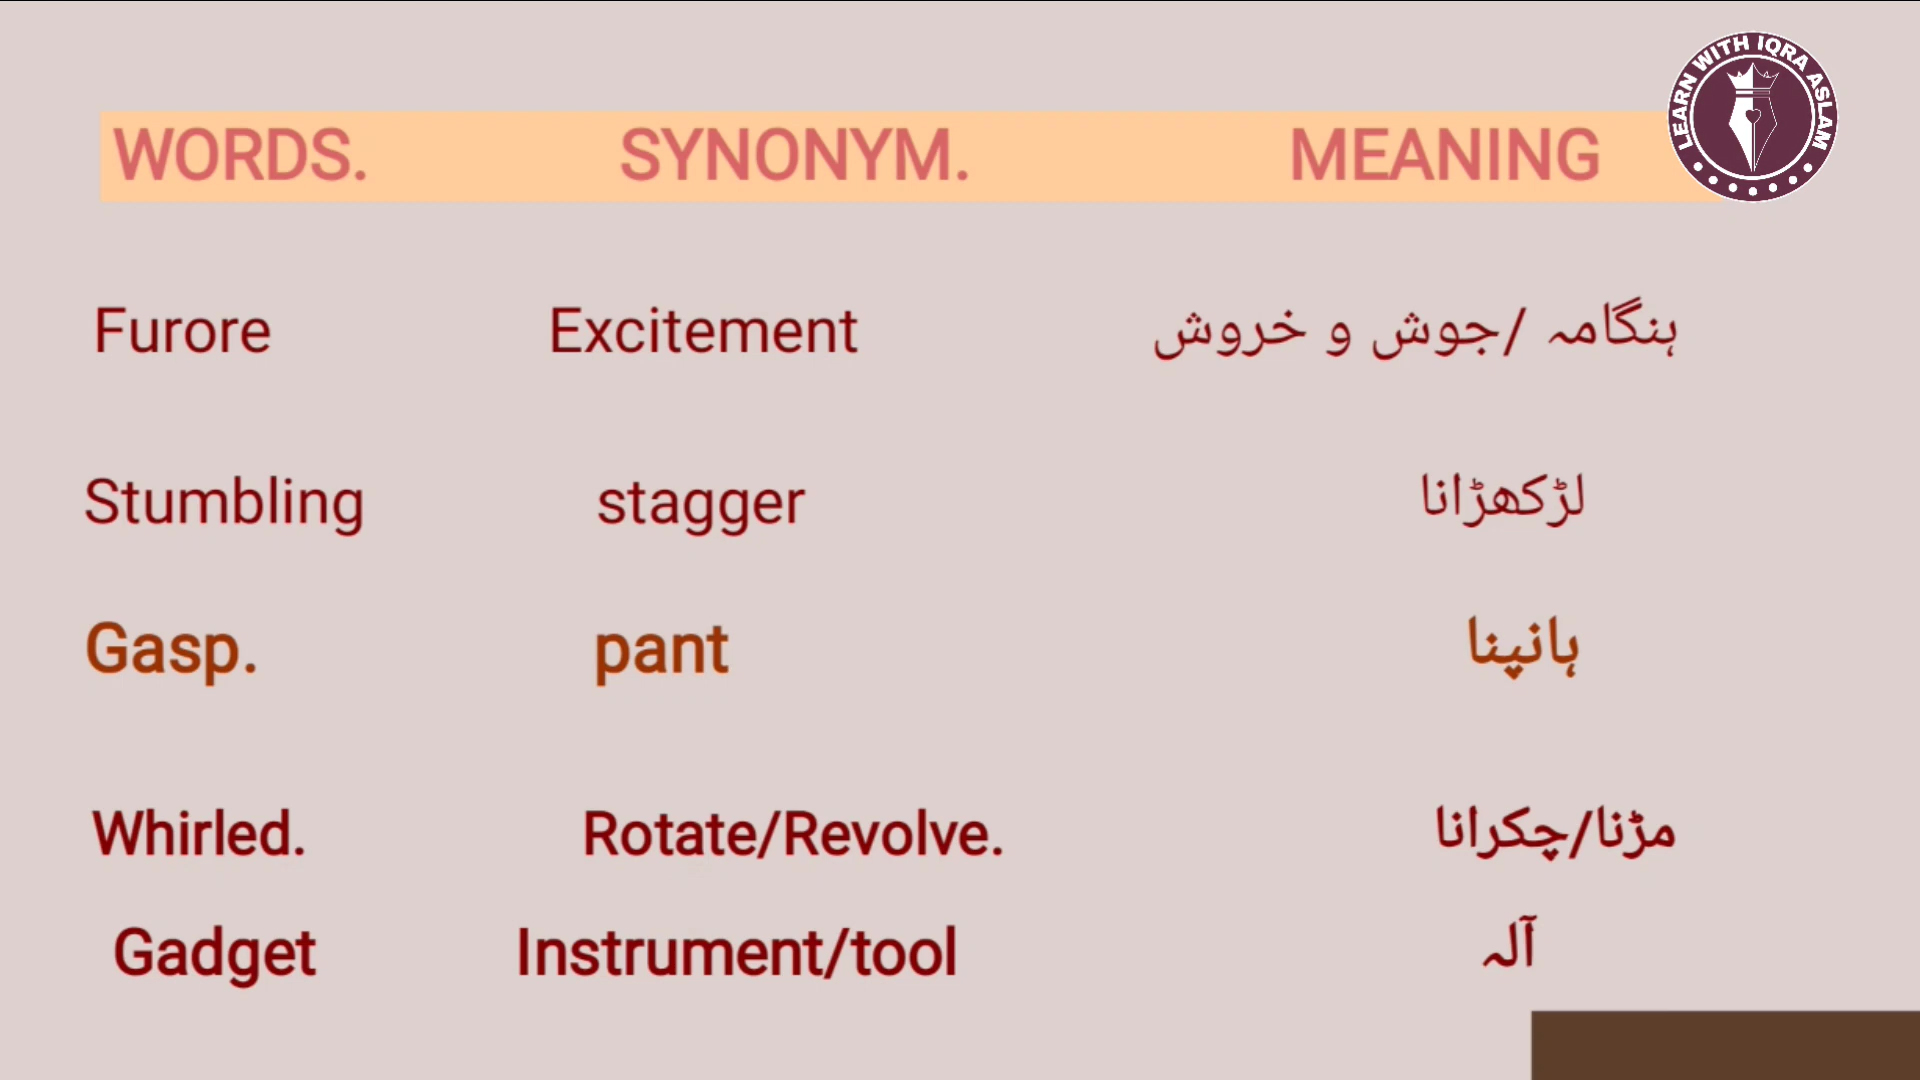 LEARN WITH IQRA ASLAM
WORDS. SYNONYM. MEANING
Furore Excitement ہنگامہ /جوش و خروش
Stumbling stagger لڑکھڑانا
Gasp. pant ہانپنا
Whirled. Rotate/Revolve. مڑنا/چکرانا
Gadget Instrument/tool آلہ